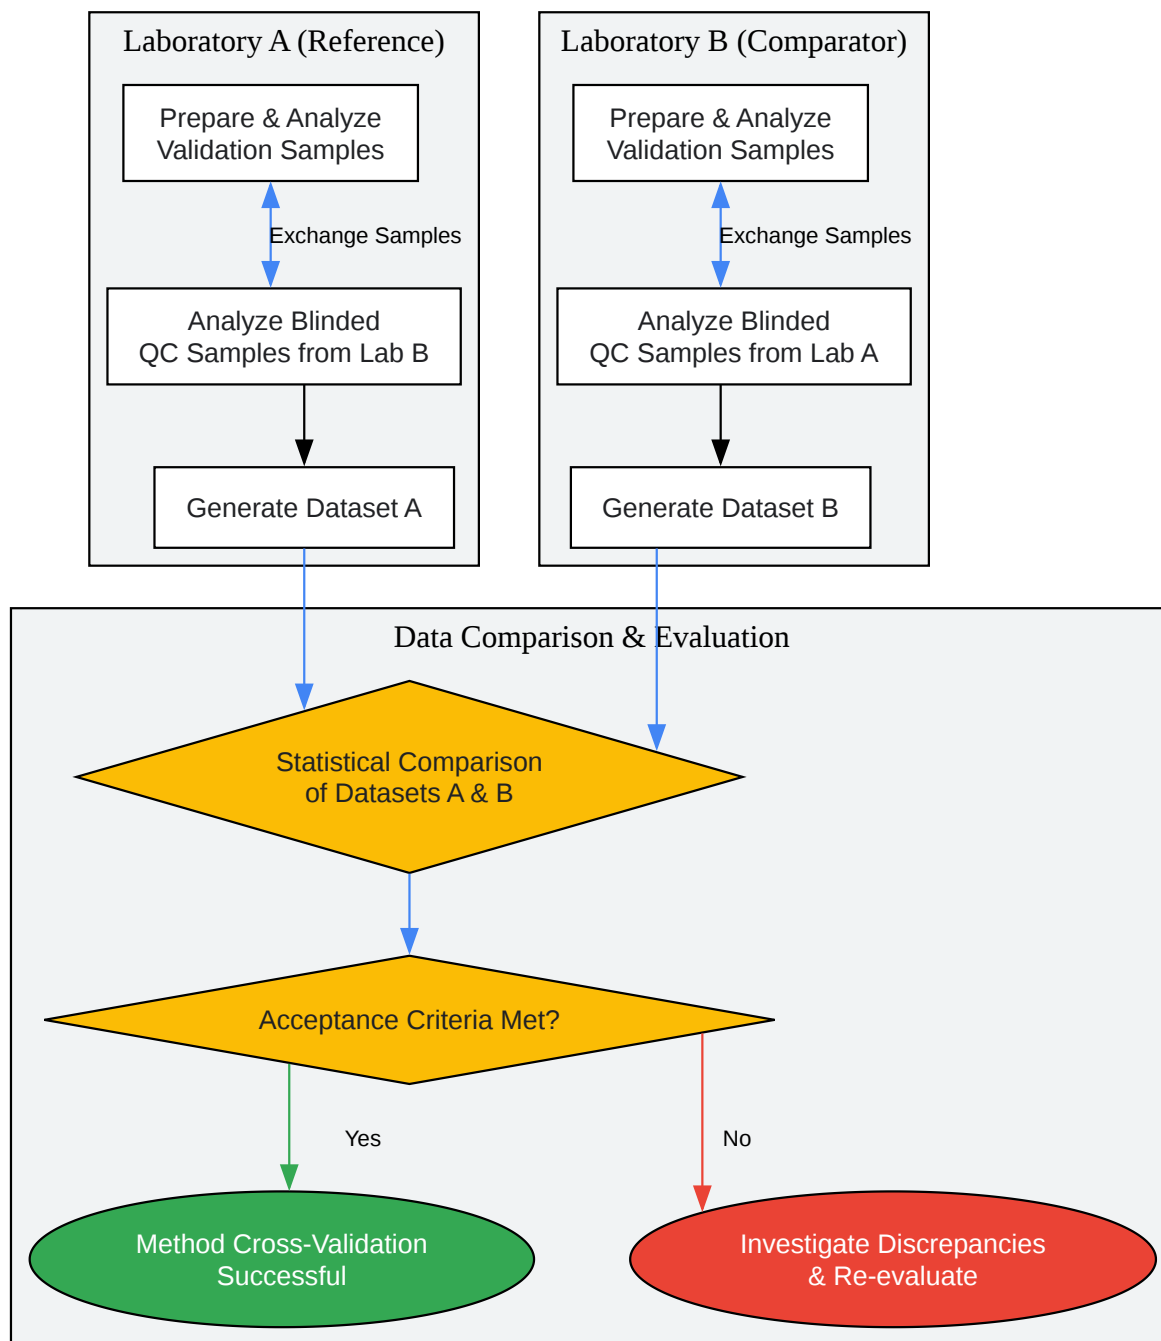 Laboratory A (Reference)
Prepare & Analyze
Validation Samples
Exchange Samples
Analyze Blinded
QC Samples from Lab B
Generate Dataset A
Laboratory B (Comparator)
Prepare & Analyze
Validation Samples
Exchange Samples
Analyze Blinded
QC Samples from Lab A
Generate Dataset B
Data Comparison & Evaluation
Statistical Comparison
of Datasets A & B
Acceptance Criteria Met?
Yes
No
Method Cross-Validation
Successful
Investigate Discrepancies
& Re-evaluate